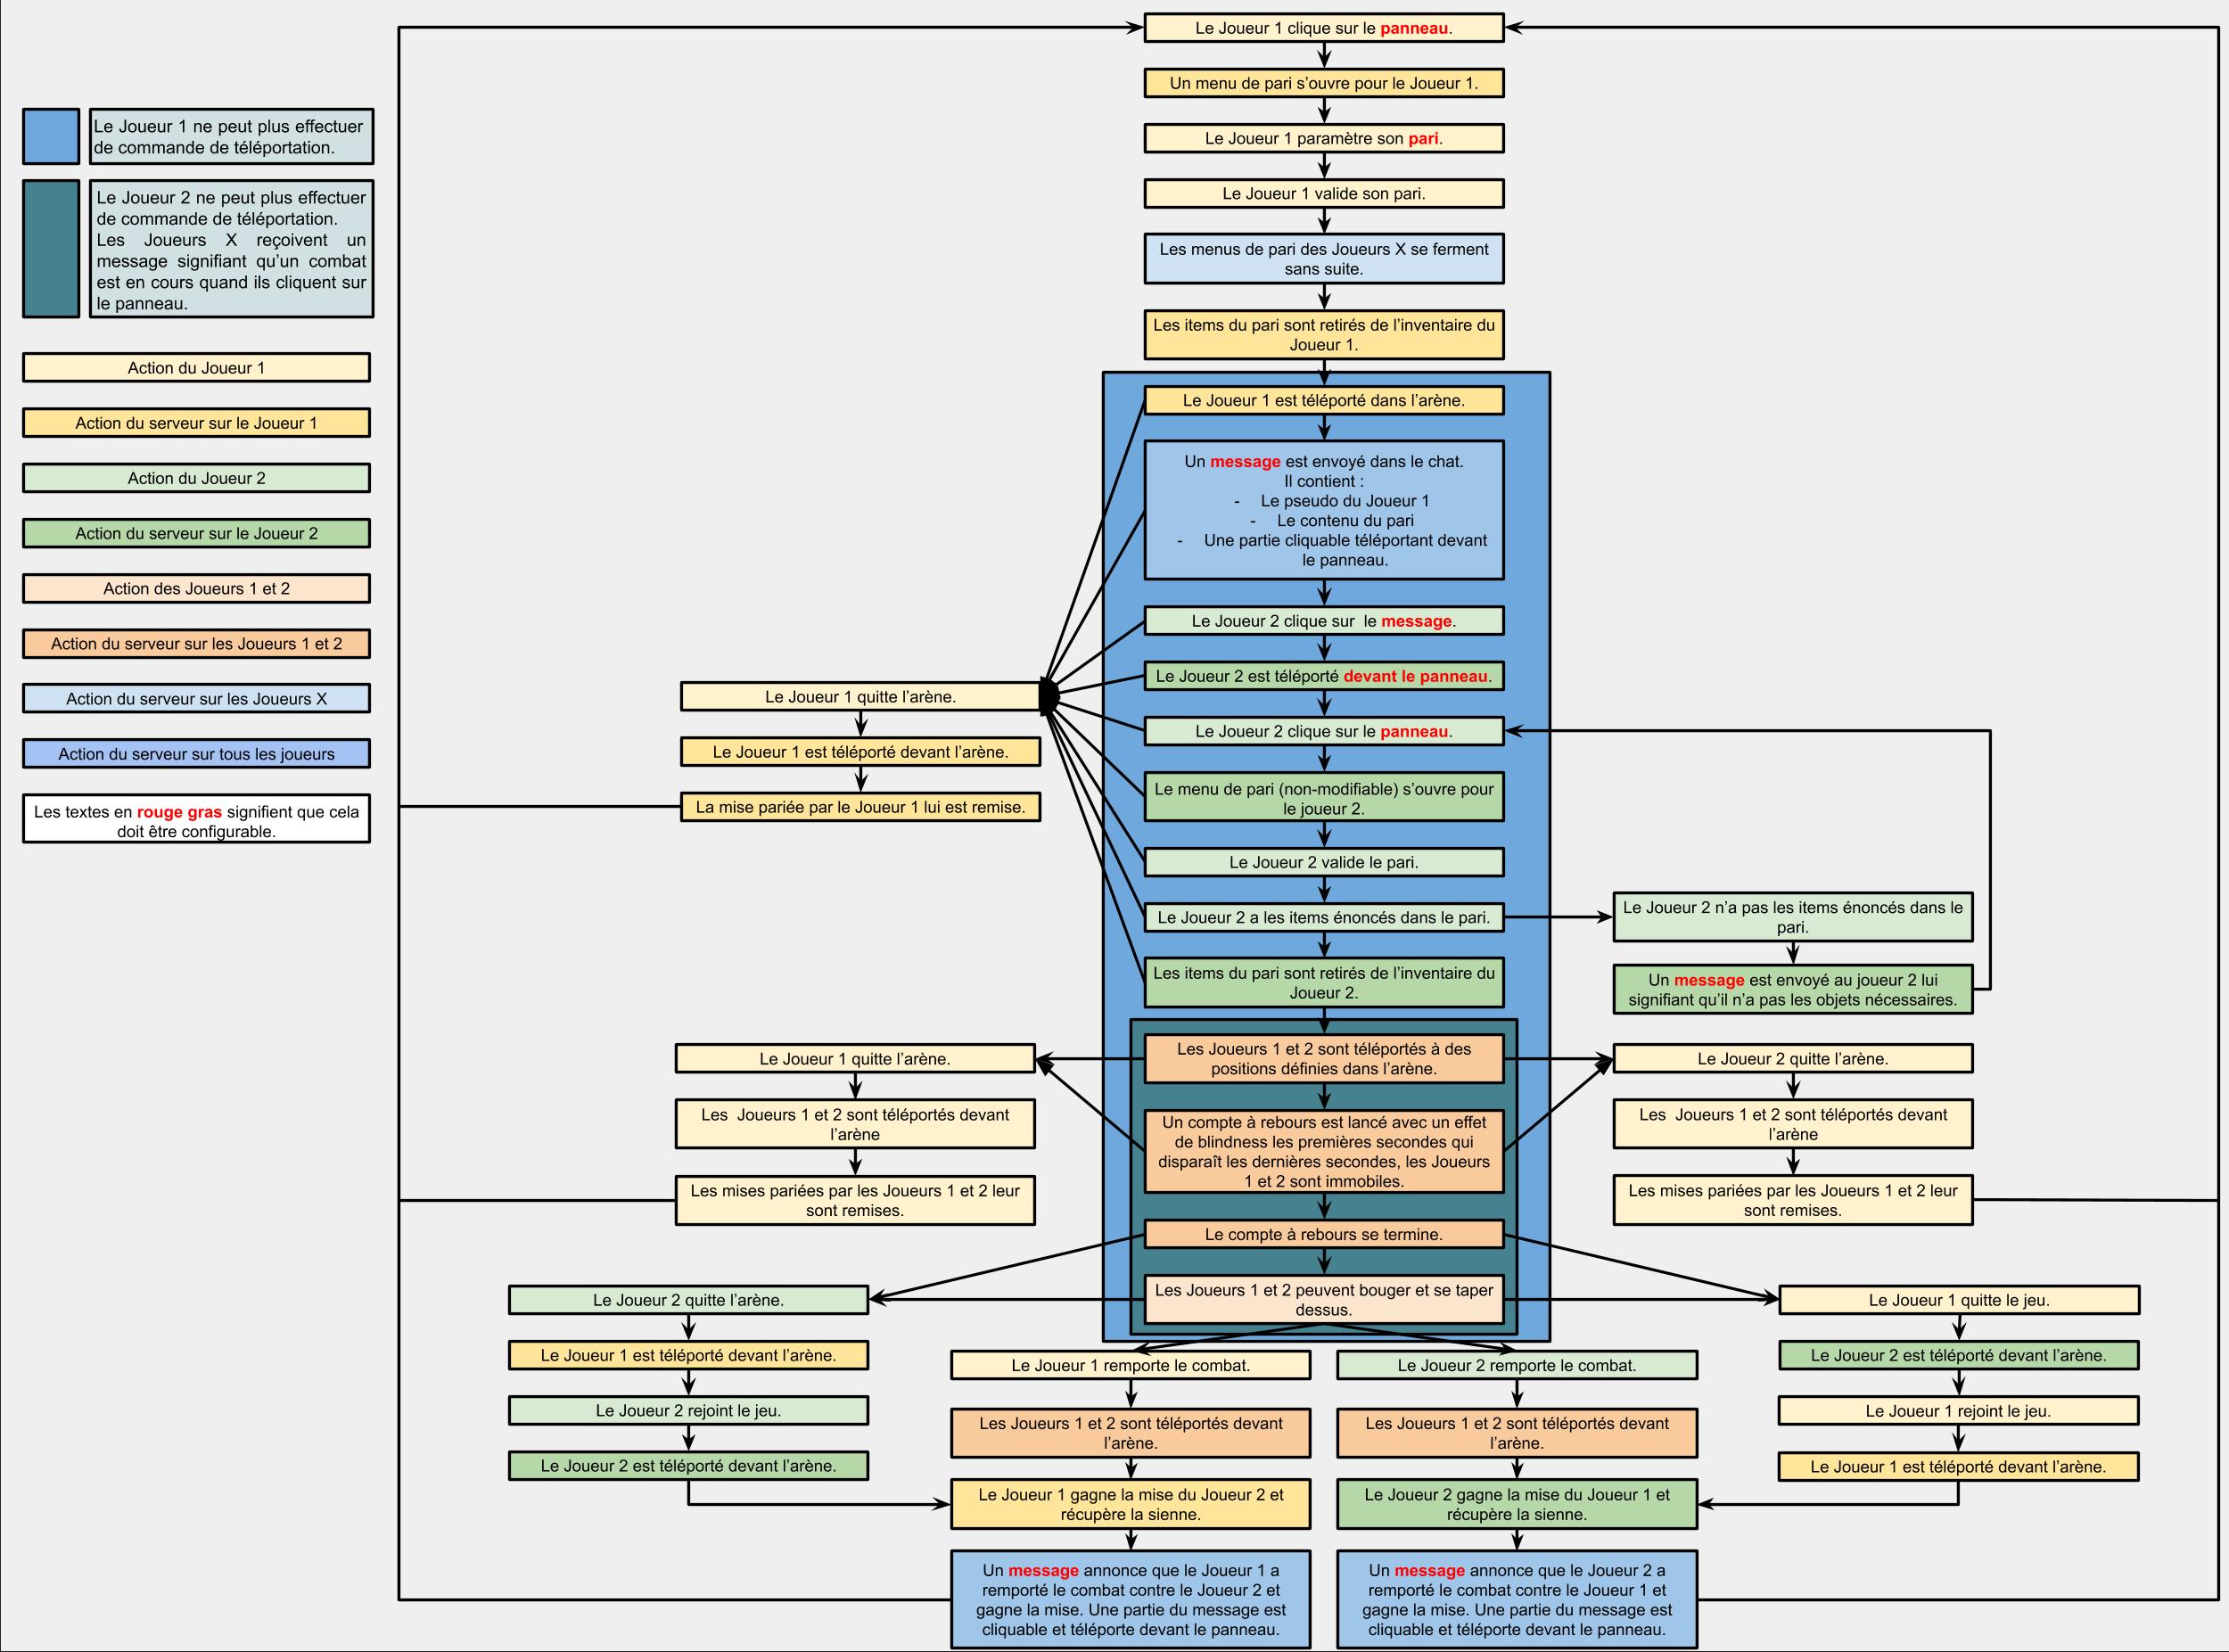 Le Joueur 1 clique sur le panneau.
Un menu de pari s'ouvre pour le Joueur 1.
Le Joueur 1 paramètre son pari.
Le Joueur 1 valide son pari.
Les menus de pari des Joueurs X se ferment
sans suite.
Les items du pari sont retirés de l'inventaire du
Joueur 1.
Le Joueur 1 ne peut plus effectuer
de commande de téléportation.
Le Joueur 2 ne peut plus effectuer
de commande de téléportation.
Les Joueurs X reçoivent un
message signifiant qu'un combat
est en cours quand ils cliquent sur
le panneau.
Action du Joueur 1
Action du serveur sur le Joueur 1
Action du Joueur 2
Action du serveur sur le Joueur 2
Action des Joueurs 1 et 2
Action du serveur sur les Joueurs 1 et 2
Action du serveur sur les Joueurs X
Action du serveur sur tous les joueurs
Les textes en rouge gras signifient que cela
doit être configurable.
Le Joueur 1 est téléporté dans l'arène.
Un message est envoyé dans le chat.
Il contient :
- Le pseudo du Joueur 1
- Le contenu du pari
- Une partie cliquable téléportant devant
le panneau.
Le Joueur 2 clique sur  le message.
Le Joueur 2 est téléporté devant le panneau.
Le Joueur 2 clique sur le panneau.
Le menu de pari (non-modifiable) s'ouvre pour
le joueur 2.
Le Joueur 2 valide le pari.
Le Joueur 2 a les items énoncés dans le pari.
Les items du pari sont retirés de l'inventaire du
Joueur 2.
Le Joueur 1 quitte l'arène.
Le Joueur 1 est téléporté devant l'arène.
La mise pariée par le Joueur 1 lui est remise.
Le Joueur 2 n'a pas les items énoncés dans le
pari.
Un message est envoyé au joueur 2 lui
signifiant qu'il n'a pas les objets nécessaires.
Les Joueurs 1 et 2 sont téléportés à des
positions définies dans l'arène.
Un compte à rebours est lancé avec un effet
de blindness les premières secondes qui
disparaît les dernières secondes, les Joueurs
1 et 2 sont immobiles.
Le compte à rebours se termine.
Les Joueurs 1 et 2 peuvent bouger et se taper
dessus.
Le Joueur 1 quitte l'arène.
Les  Joueurs 1 et 2 sont téléportés devant
l'arène
Les mises pariées par les Joueurs 1 et 2 leur
sont remises.
Le Joueur 2 quitte l'arène.
Les  Joueurs 1 et 2 sont téléportés devant
l'arène
Les mises pariées par les Joueurs 1 et 2 leur
sont remises.
Le Joueur 2 quitte l'arène.
Le Joueur 1 est téléporté devant l'arène.
Le Joueur 2 rejoint le jeu.
Le Joueur 2 est téléporté devant l'arène.
Le Joueur 1 remporte le combat.
Les Joueurs 1 et 2 sont téléportés devant
l'arène.
Le Joueur 1 gagne la mise du Joueur 2 et
récupère la sienne.
Un message annonce que le Joueur 1 a
remporté le combat contre le Joueur 2 et
gagne la mise. Une partie du message est
cliquable et téléporte devant le panneau.
Le Joueur 2 remporte le combat.
Les Joueurs 1 et 2 sont téléportés devant
l'arène.
Le Joueur 2 gagne la mise du Joueur 1 et
récupère la sienne.
Un message annonce que le Joueur 2 a
remporté le combat contre le Joueur 1 et
gagne la mise. Une partie du message est
cliquable et téléporte devant le panneau.
Le Joueur 1 quitte le jeu.
Le Joueur 2 est téléporté devant l'arène.
Le Joueur 1 rejoint le jeu.
Le Joueur 1 est téléporté devant l'arène.